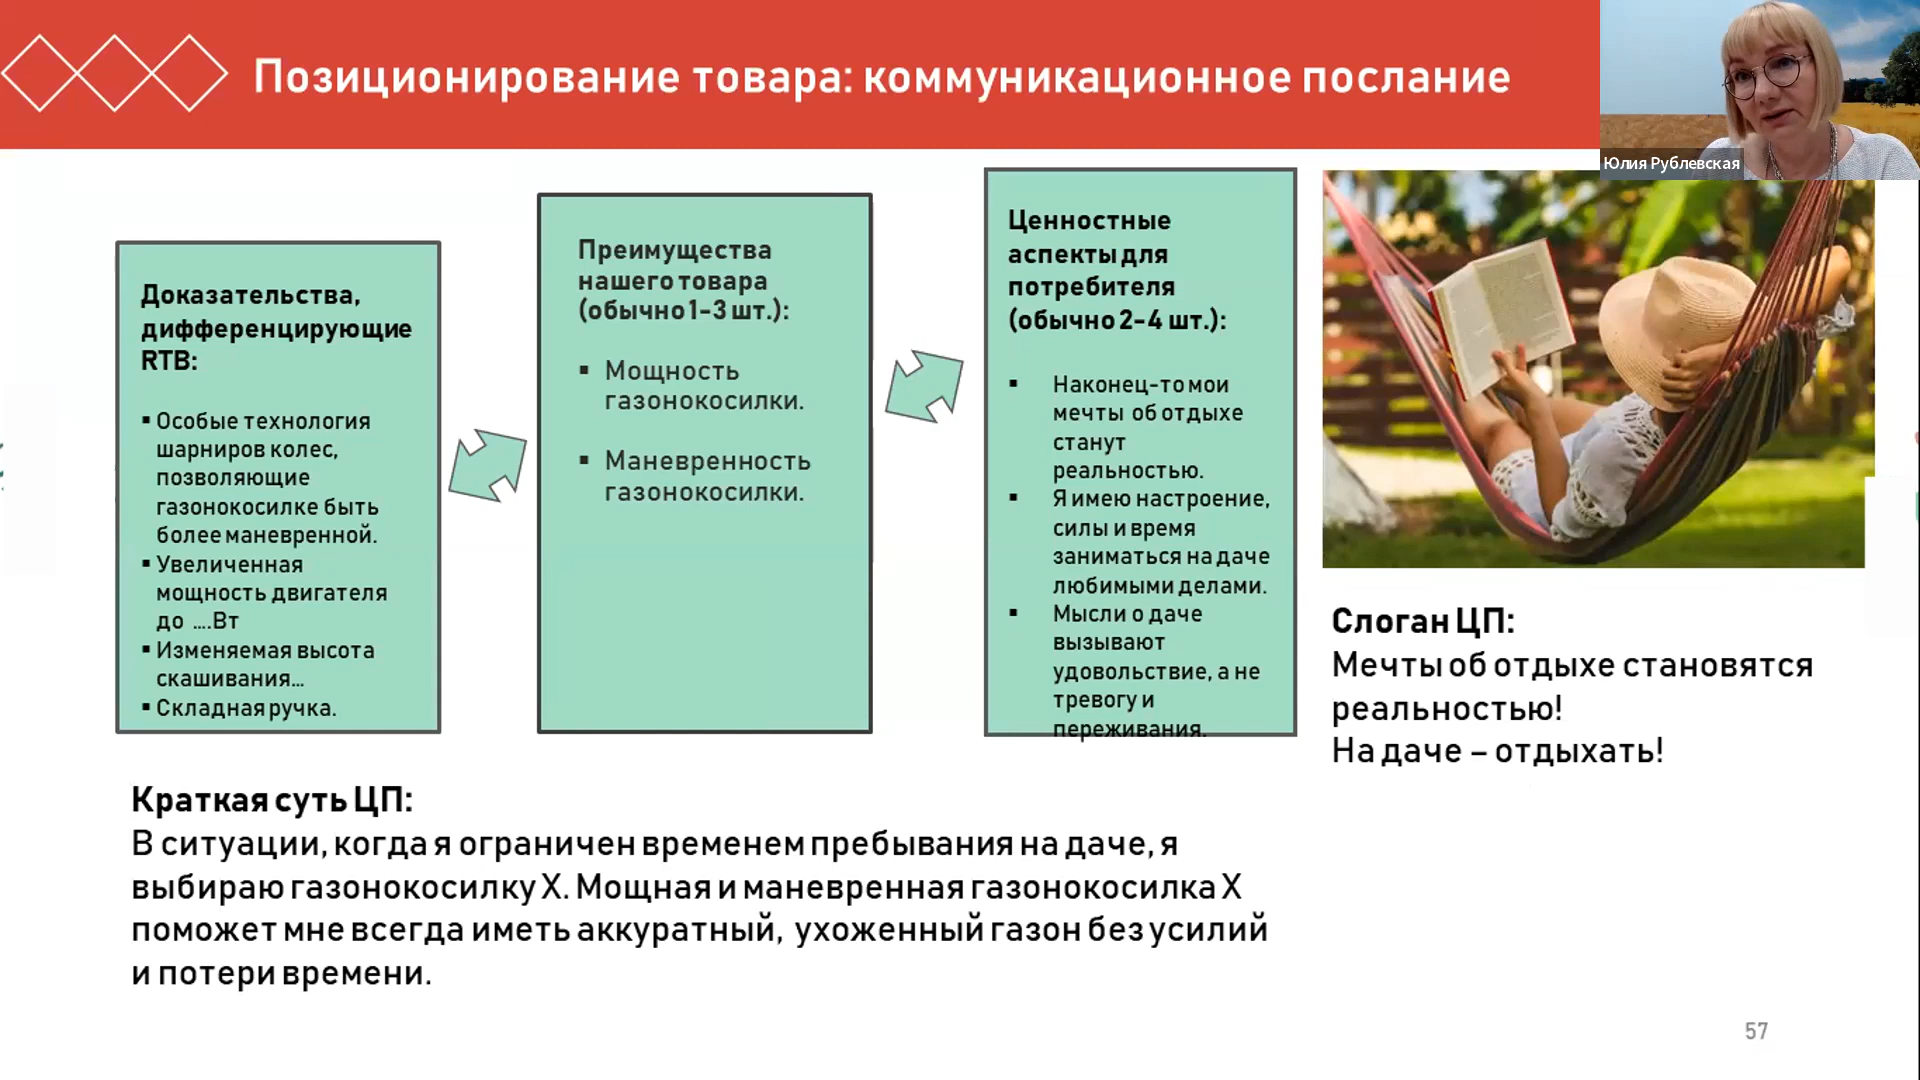 Позиционирование товара: коммуникационное послание
Юлия Рублевская
Доказательства,
дифференцирующие
RTB:
▪ Особые технология
шарниров колес,
позволяющие
газонокосилке быть
более маневренной.
▪ Увеличенная
мощность двигателя
до ….Вт
▪ Изменяемая высота
скашивания…
▪ Складная ручка.
Преимущества
нашего товара
(обычно 1-3 шт.):
▪ Мощность
газонокосилки.
▪ Маневренность
газонокосилки.
Ценностные
аспекты для
потребителя
(обычно 2-4 шт.):
▪ Наконец-то мои
мечты об отдыхе
станут
реальностью.
▪ Я имею настроение,
силы и время
заниматься на даче
любимыми делами.
▪ Мысли о даче
вызывают
удовольствие, а не
тревогу и
переживания.
Слоган ЦП:
Мечты об отдыхе становятся
реальностью!
На даче – отдыхать!
Краткая суть ЦП:
В ситуации, когда я ограничен временем пребывания на даче, я
выбираю газонокосилку Х. Мощная и маневренная газонокосилка Х
поможет мне всегда иметь аккуратный, ухоженный газон без усилий
и потери времени.
57